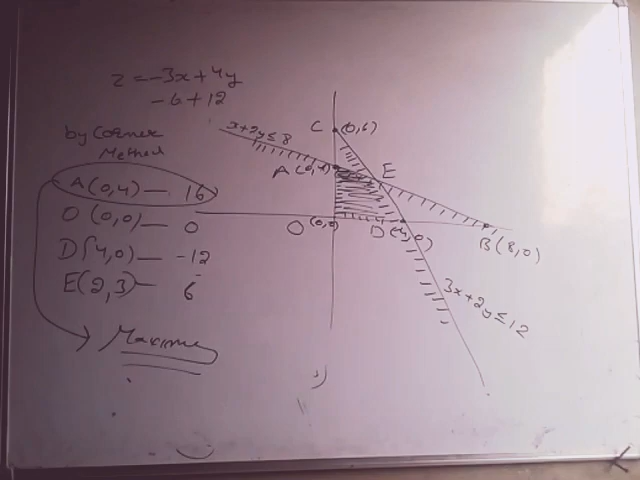 z = -3x+4y
-6+12
by Corner
Method
A(0,4) — 16
O(0,0) — 0
D(4,0) — -12
E(2,3) — 6
Maximum
x+2y ≤ 8
C (0,6)
A(0,4)
E
O (0,0)
D(4,0)
B(8,0)
3x+2y ≤ 12